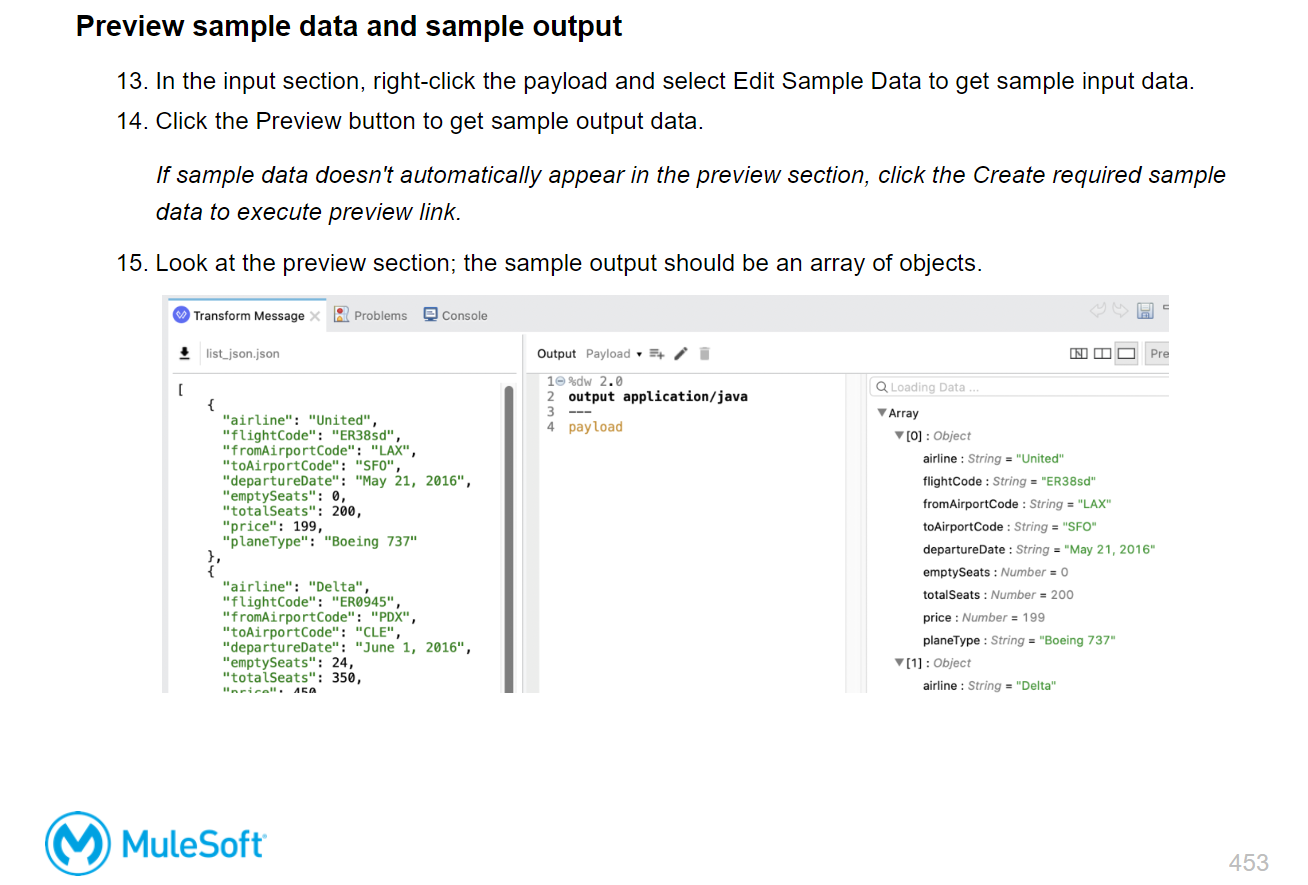 Preview sample data and sample output
13. In the input section, right-click the payload and select Edit Sample Data to get sample input data.
14. Click the Preview button to get sample output data.
If sample data doesn't automatically appear in the preview section, click the Create required sample
data to execute preview link.
15. Look at the preview section; the sample output should be an array of objects.
Transform Message Problems Console
list_json.json
[
{
"airline": "United",
"flightCode": "ER38sd",
"fromAirportCode": "LAX",
"toAirportCode": "SFO",
"departureDate": "May 21, 2016",
"emptySeats": 0,
"totalSeats": 200,
"price": 199,
"planeType": "Boeing 737"
},
{
"airline": "Delta",
"flightCode": "ER0945",
"fromAirportCode": "PDX",
"toAirportCode": "CLE",
"departureDate": "June 1, 2016",
"emptySeats": 24,
"totalSeats": 350,
"price": 450
Output Payload
1 %dw 2.0
2 output application/java
3 ---
4 payload
Pre
Loading Data ...
Array
[0] : Object
airline : String = "United"
flightCode : String = "ER38sd"
fromAirportCode : String = "LAX"
toAirportCode : String = "SFO"
departureDate : String = "May 21, 2016"
emptySeats : Number = 0
totalSeats : Number = 200
price : Number = 199
planeType : String = "Boeing 737"
[1] : Object
airline : String = "Delta"
MuleSoft
453